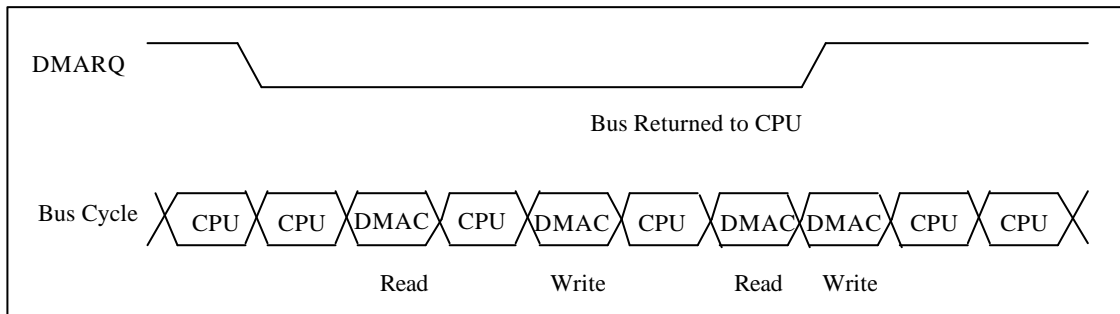 DMARQ
Bus Returned to CPU
Bus Cycle CPU CPU DMAC CPU DMAC CPU DMAC DMAC CPU CPU
Read Write Read Write